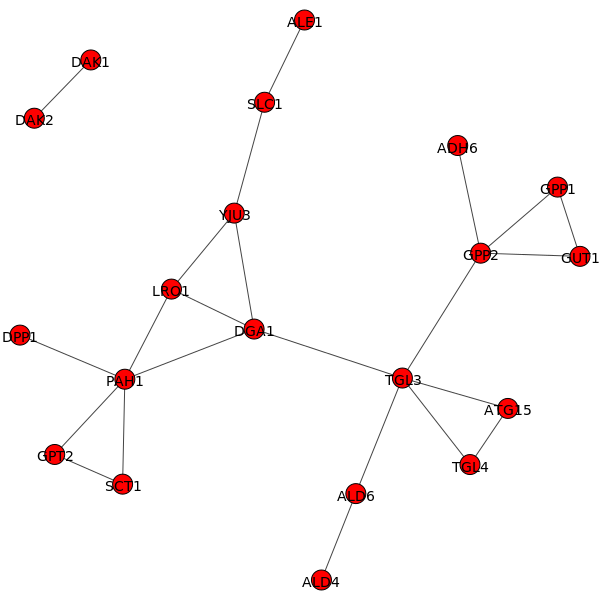 ALE1
DAK1
SLC1
DAK2
ADH6
GPP1
YJU3
GPP2
GUT1
LRO1
DGA1
DPP1
PAH1
TGL3
ATG15
GPT2
TGL4
SCT1
ALD6
ALD4